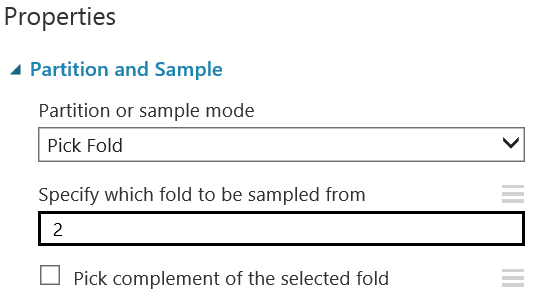 Properties
Partition and Sample
Partition or sample mode
Pick Fold
Specify which fold to be sampled from
2
Pick complement of the selected fold